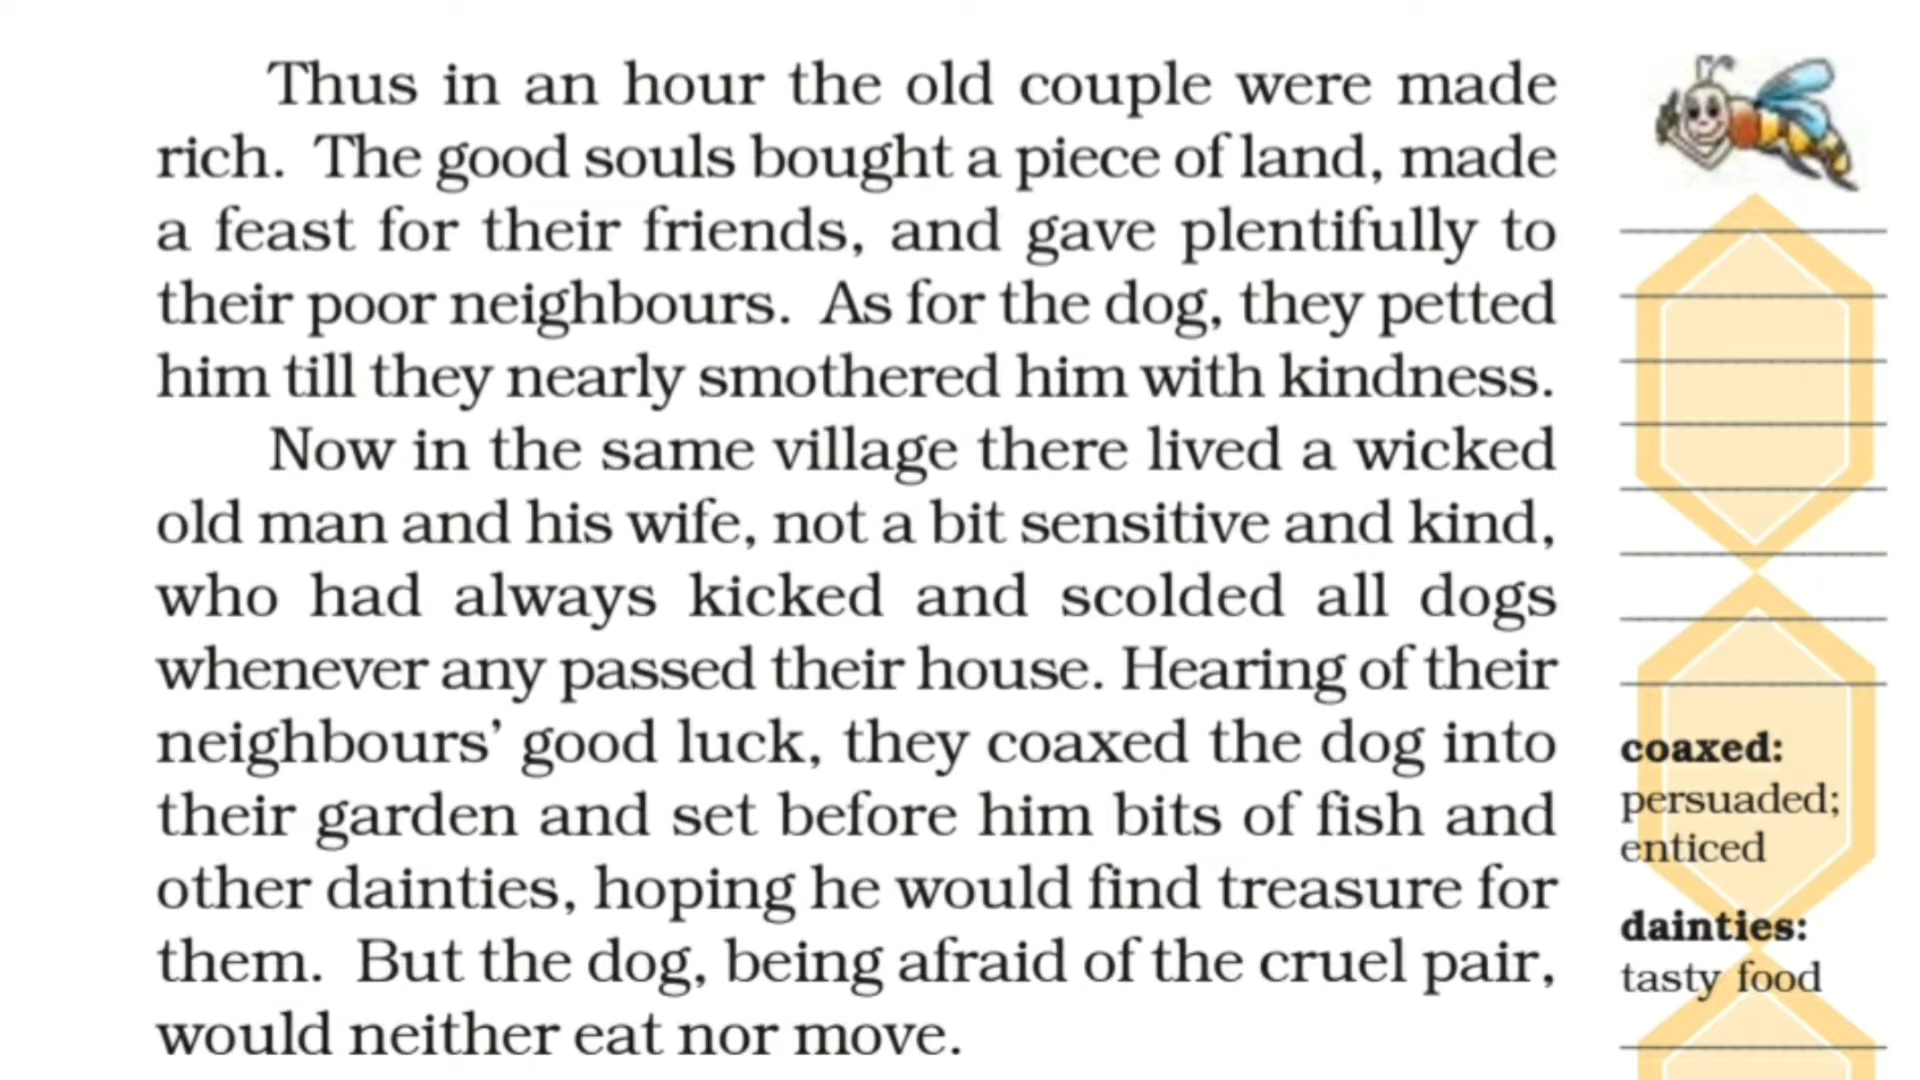 Thus in an hour the old couple were made
rich. The good souls bought a piece of land, made
a feast for their friends, and gave plentifully to
their poor neighbours. As for the dog, they petted
him till they nearly smothered him with kindness.
Now in the same village there lived a wicked
old man and his wife, not a bit sensitive and kind,
who had always kicked and scolded all dogs
whenever any passed their house. Hearing of their
neighbours’ good luck, they coaxed the dog into
their garden and set before him bits of fish and
other dainties, hoping he would find treasure for
them. But the dog, being afraid of the cruel pair,
would neither eat nor move.
coaxed:
persuaded;
enticed
dainties:
tasty food